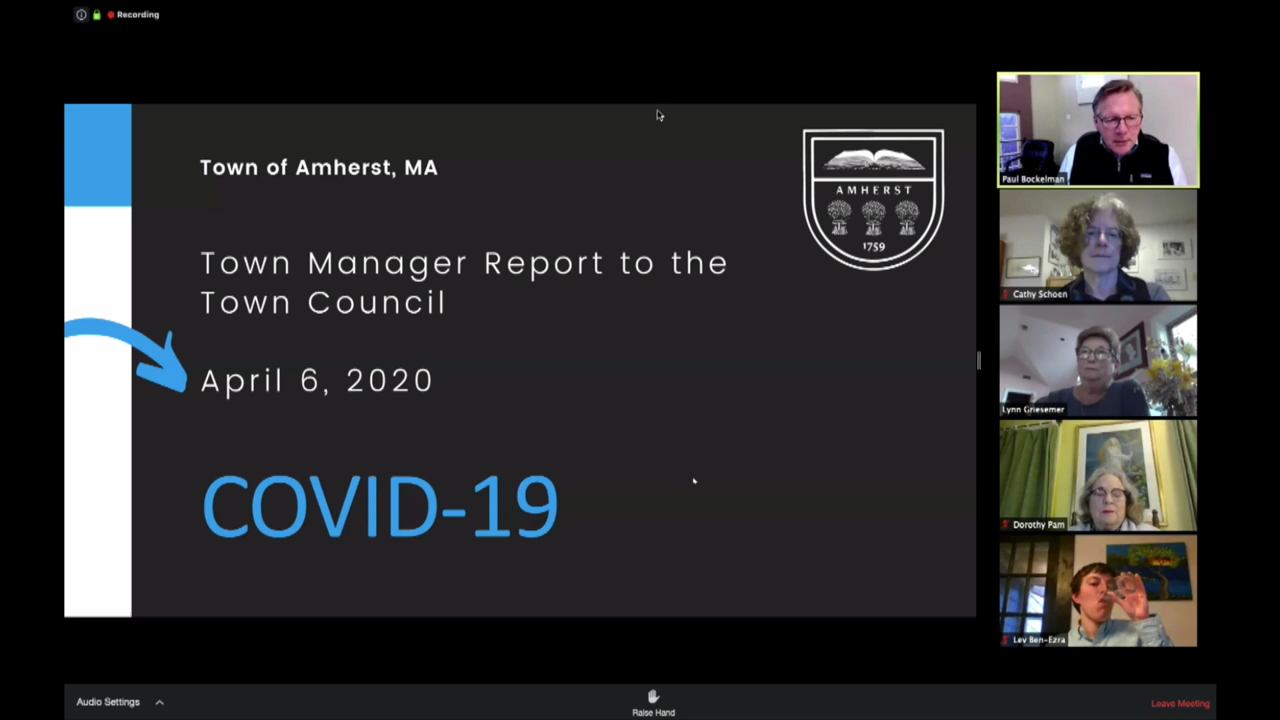 Recording
Town of Amherst, MA
Town Manager Report to the
Town Council
April 6, 2020
COVID-19
AMHERST
1759
Paul Bockelman
Cathy Schoen
Lynn Griesemer
Dorothy Pam
Lev Ben-Ezra
Audio Settings
Raise Hand
Leave Meeting